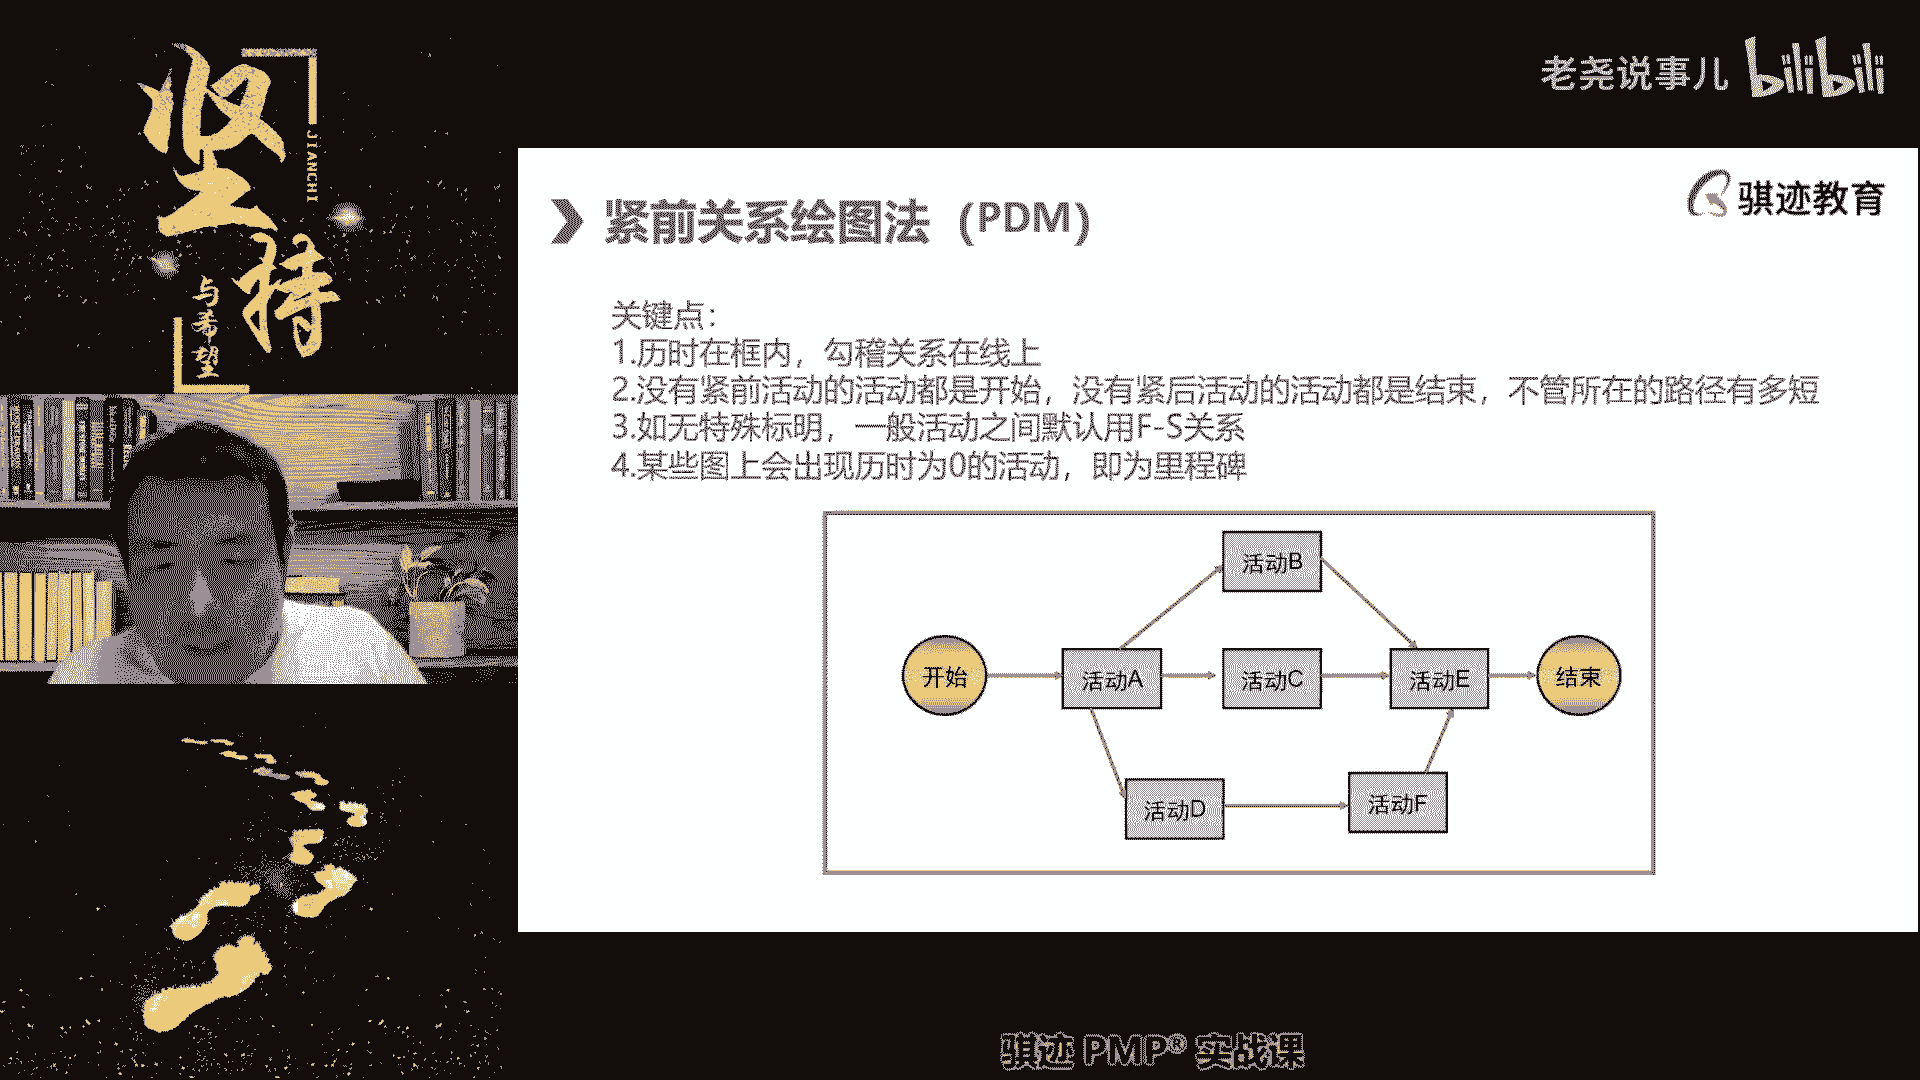 坚持
JIANCHI
与希望
老尧说事儿 bilibili
骐迹教育
紧前关系绘图法（PDM）
关键点：
1.历时在框内，勾稽关系在线上
2.没有紧前活动的活动都是开始，没有紧后活动的活动都是结束，不管所在的路径有多短
3.如无特殊标明，一般活动之间默认用F-S关系
4.某些图上会出现历时为0的活动，即为里程碑
活动B
开始
活动A
活动C
活动E
结束
活动D
活动F
骐迹 PMP® 实战课